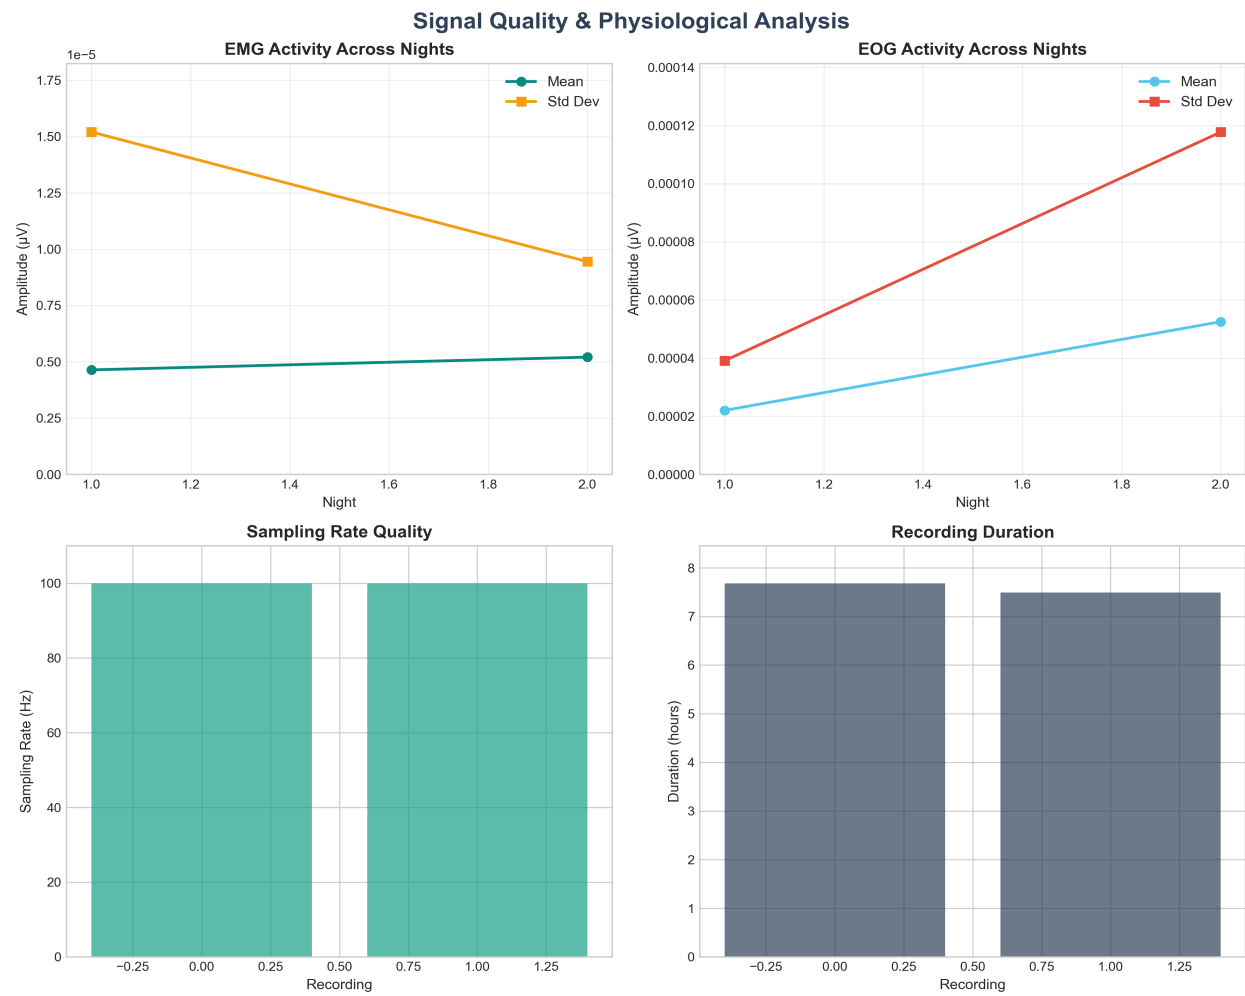 Signal Quality & Physiological Analysis
EMG Activity Across Nights
1e−5
1.75
1.50
1.25
1.00
0.75
0.50
0.25
0.00
Amplitude (μV)
Mean
Std Dev
1.0 1.2 1.4 1.6 1.8 2.0
Night
EOG Activity Across Nights
0.00014
0.00012
0.00010
0.00008
0.00006
0.00004
0.00002
0.00000
Amplitude (μV)
Mean
Std Dev
1.0 1.2 1.4 1.6 1.8 2.0
Night
Sampling Rate Quality
100
80
60
40
20
0
Sampling Rate (Hz)
−0.25 0.00 0.25 0.50 0.75 1.00 1.25
Recording
Recording Duration
8
7
6
5
4
3
2
1
0
Duration (hours)
−0.25 0.00 0.25 0.50 0.75 1.00 1.25
Recording